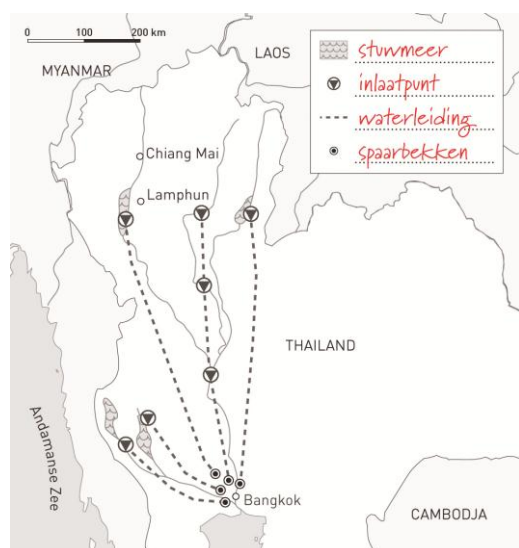 0 100 200 km
MYANMAR
LAOS
stuwmeer
inlaatpunt
waterleiding
spaarbekken
Chiang Mai
Lamphun
THAILAND
Andamanse Zee
Bangkok
CAMBODJA